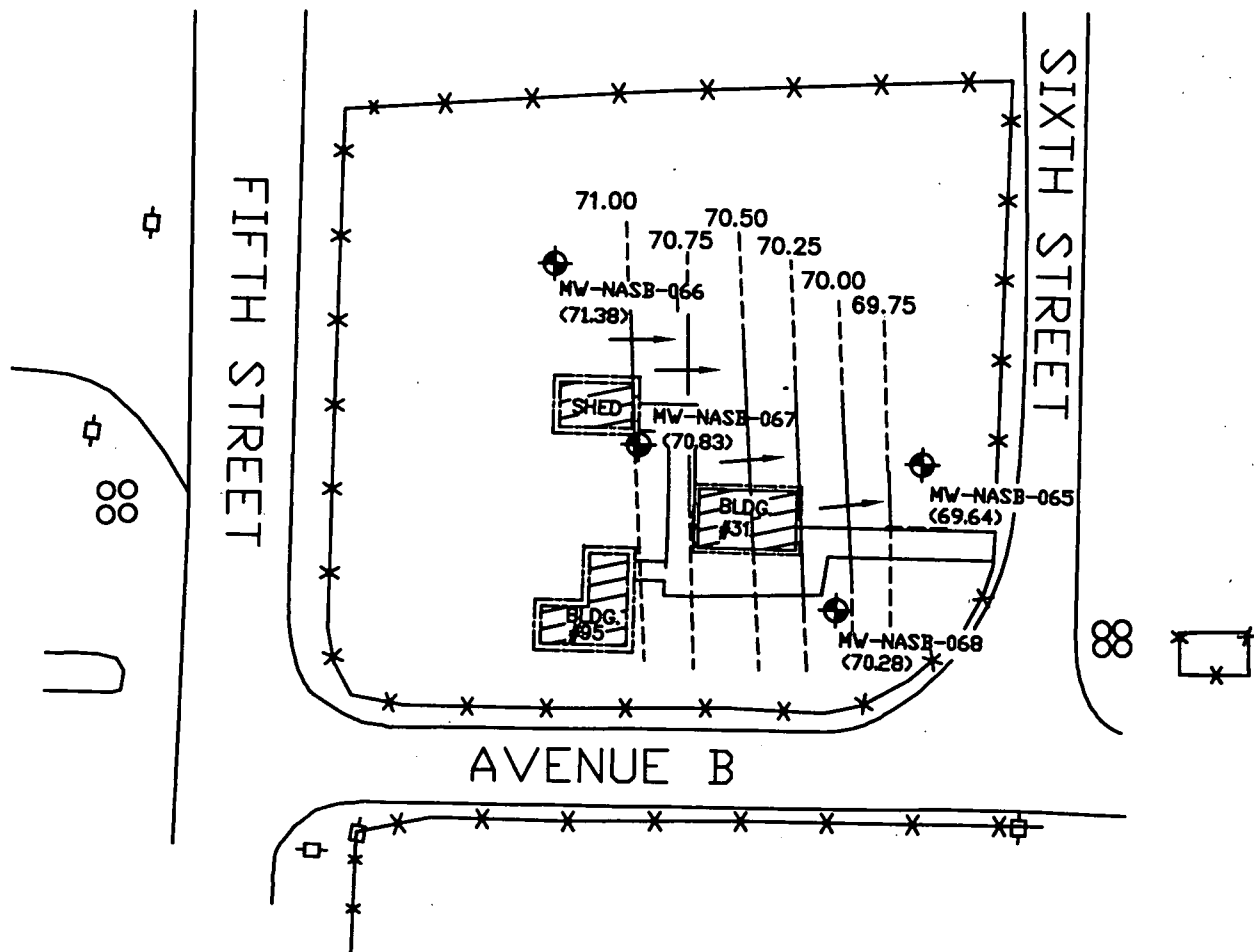 FIFTH STREET
SIXTH STREET
71.00
70.75
70.50
70.25
70.00
69.75
MW-NASB-066
(71.38)
SHED
MW-NASB-067
(70.83)
BLDG.
#31
MW-NASB-065
(69.64)
BLDG.
#95
MW-NASB-068
(70.28)
AVENUE B